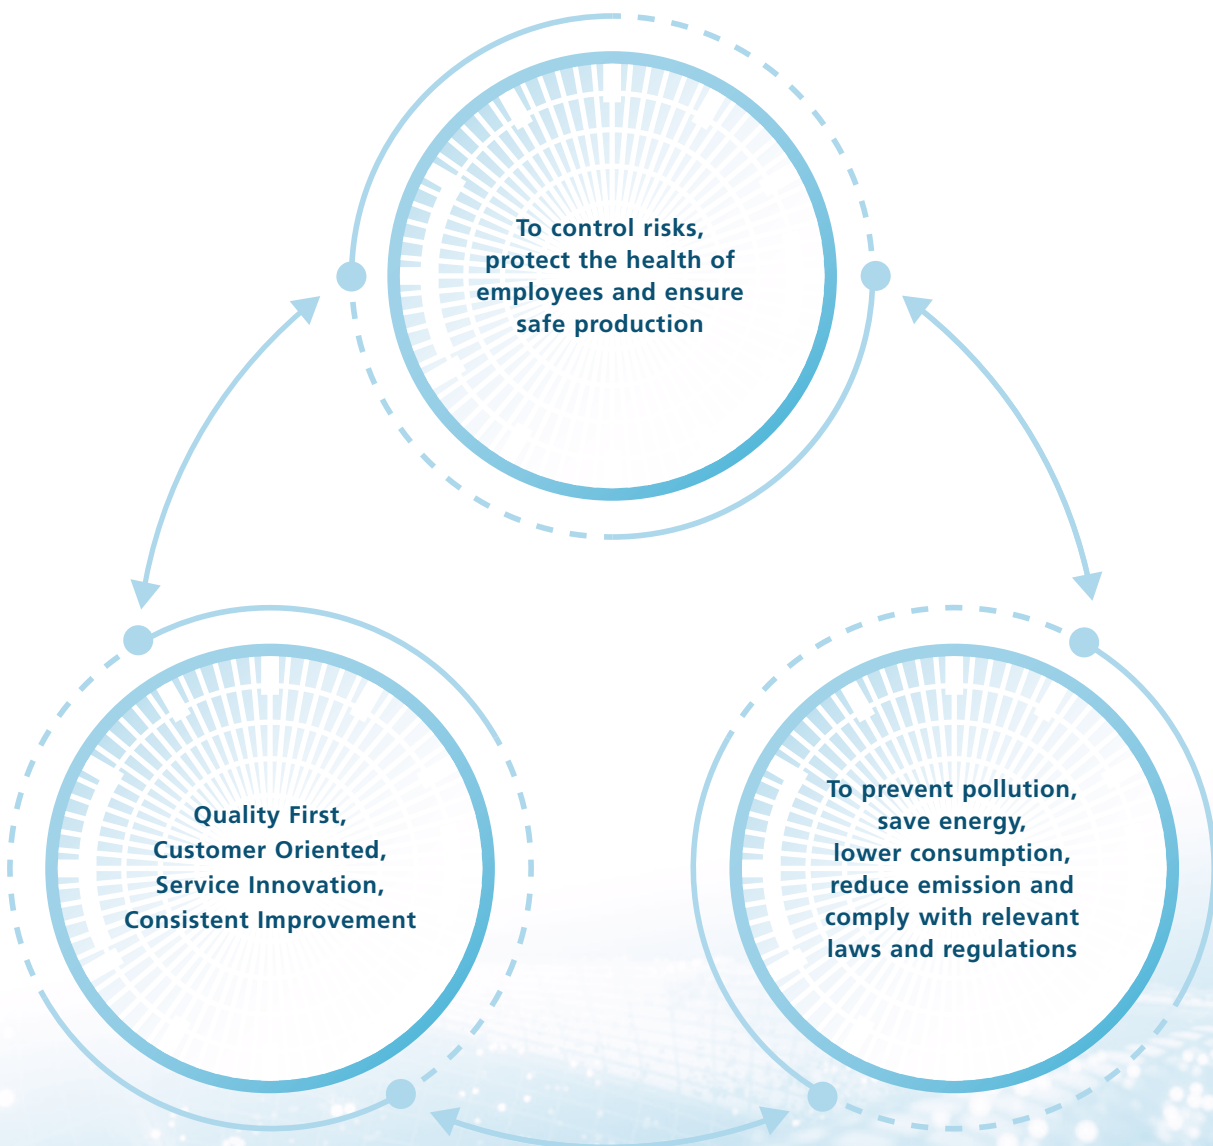 To control risks,
protect the health of
employees and ensure
safe production
Quality First,
Customer Oriented,
Service Innovation,
Consistent Improvement
To prevent pollution,
save energy,
lower consumption,
reduce emission and
comply with relevant
laws and regulations